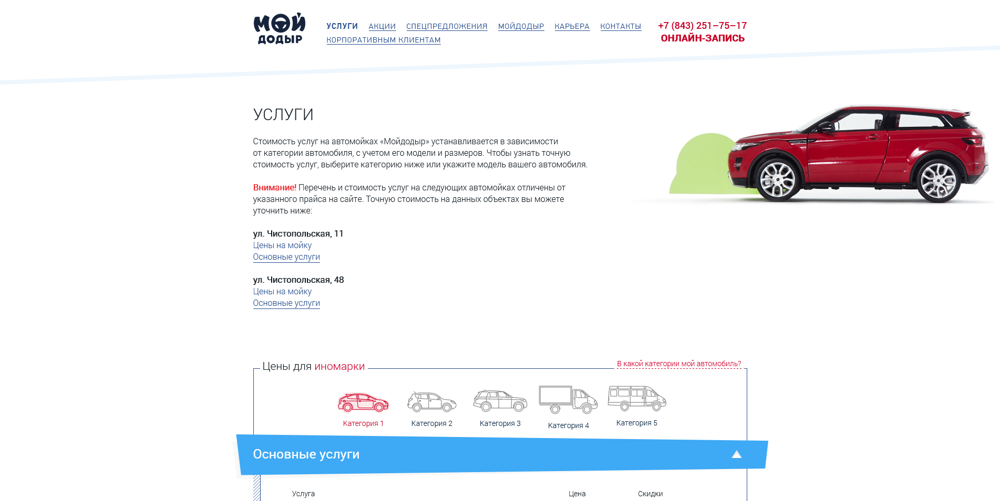 МОЙ
ДОДЫР
УСЛУГИ АКЦИИ СПЕЦПРЕДЛОЖЕНИЯ МОЙДОДЫР КАРЬЕРА КОНТАКТЫ
КОРПОРАТИВНЫМ КЛИЕНТАМ
+7 (843) 251–75–17
ОНЛАЙН-ЗАПИСЬ
УСЛУГИ
Стоимость услуг на автомойках «Мойдодыр» устанавливается в зависимости
от категории автомобиля, с учетом его модели и размеров. Чтобы узнать точную
стоимость услуг, выберите категорию ниже или укажите модель вашего автомобиля.
Внимание! Перечень и стоимость услуг на следующих автомойках отличены от
указанного прайса на сайте. Точную стоимость на данных объектах вы можете
уточнить ниже:
ул. Чистопольская, 11
Цены на мойку
Основные услуги
ул. Чистопольская, 48
Цены на мойку
Основные услуги
Цены для иномарки
В какой категории мой автомобиль?
Категория 1 Категория 2 Категория 3 Категория 4 Категория 5
Основные услуги
Услуга Цена Скидки